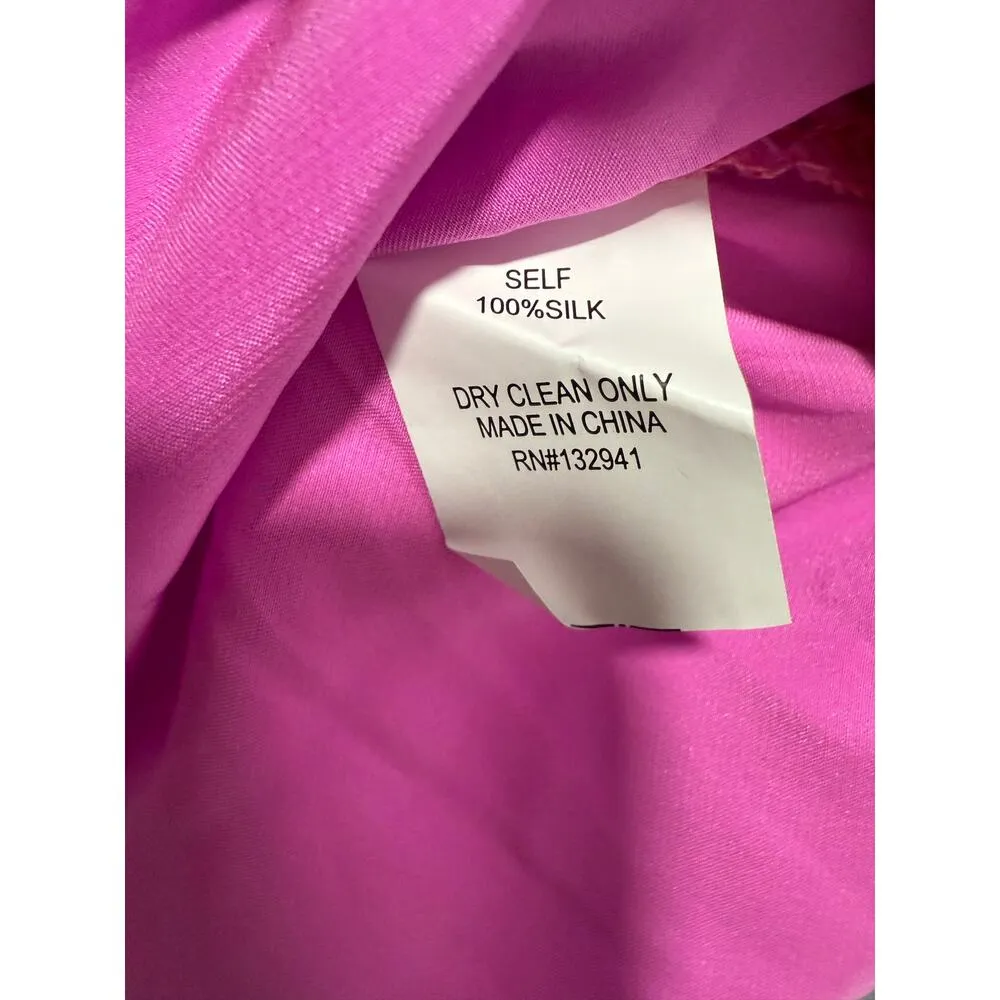 SELF
100%SILK
DRY CLEAN ONLY
MADE IN CHINA
RN#132941